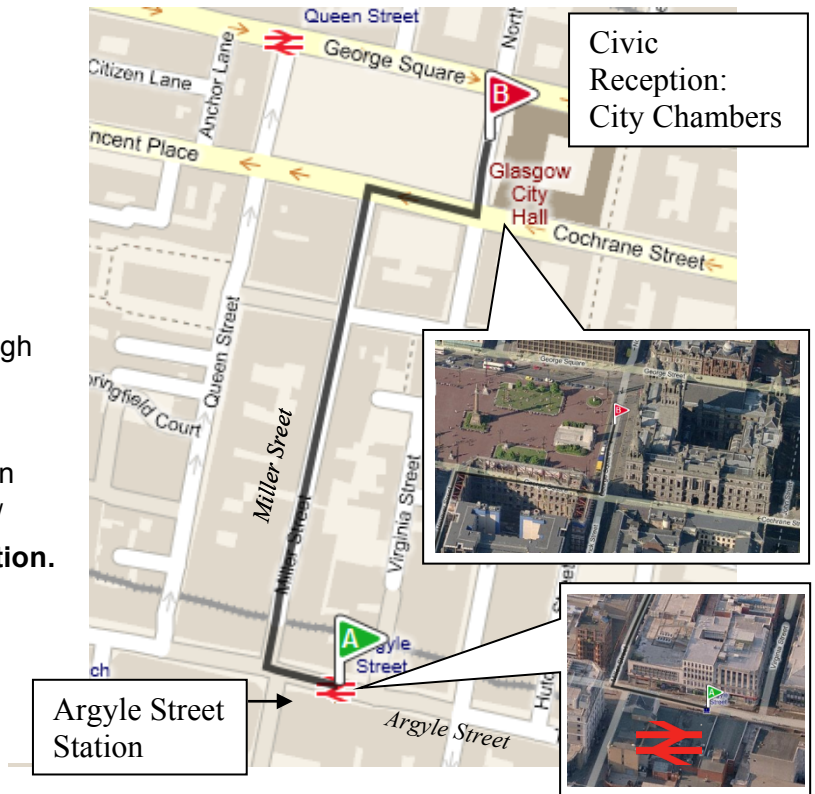 Queen Street
North
Civic
Reception:
City Chambers
George Square
B
Citizen Lane
Anchor Lane
ncent Place
Glasgow
City
Hall
Cochrane Street
gh
Queen Street
George Square
George Street
B
ringfield Court
Miller Sreet
n
tion.
Virginia Street
Miller Street
A
gyle
Street
ch
Hutc
Virginia Street
A
Argyle Street
Station
Argyle Street